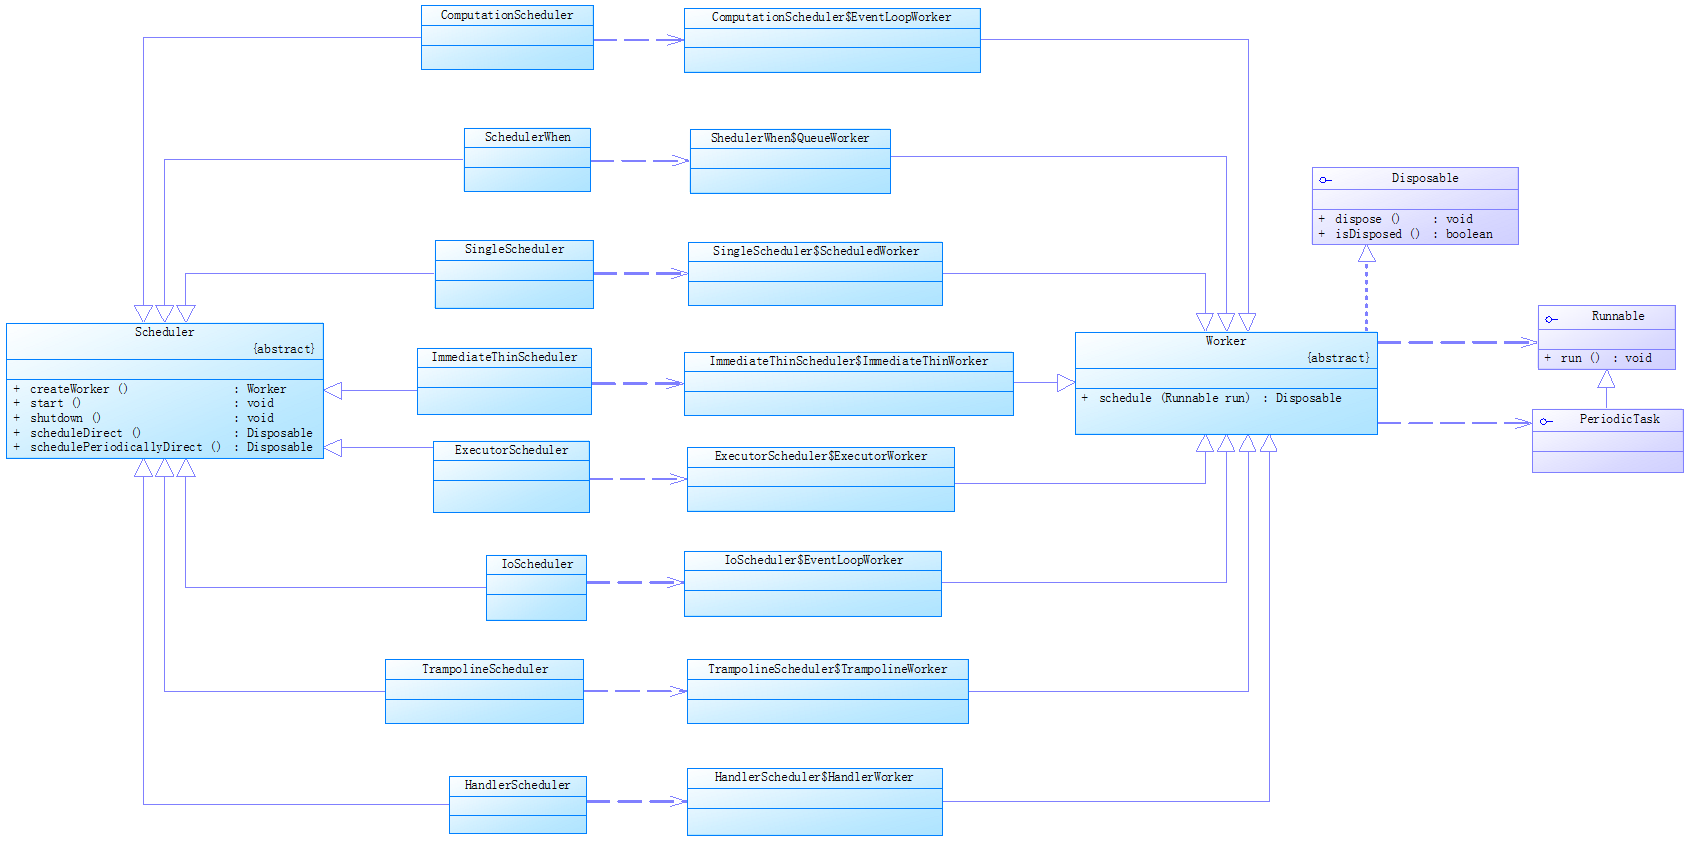 ComputationScheduler
ComputationScheduler$EventLoopWorker
SchedulerWhen
ShedulerWhen$QueueWorker
Disposable
+ dispose () : void
+ isDisposed () : boolean
SingleScheduler
SingleScheduler$ScheduledWorker
Scheduler
{abstract}
+ createWorker () : Worker
+ start () : void
+ shutdown () : void
+ scheduleDirect () : Disposable
+ schedulePeriodicallyDirect () : Disposable
ImmediateThinScheduler
ImmediateThinScheduler$ImmediateThinWorker
Worker
{abstract}
+ schedule (Runnable run) : Disposable
Runnable
+ run () : void
PeriodicTask
ExecutorScheduler
ExecutorScheduler$ExecutorWorker
IoScheduler
IoScheduler$EventLoopWorker
TrampolineScheduler
TrampolineScheduler$TrampolineWorker
HandlerScheduler
HandlerScheduler$HandlerWorker